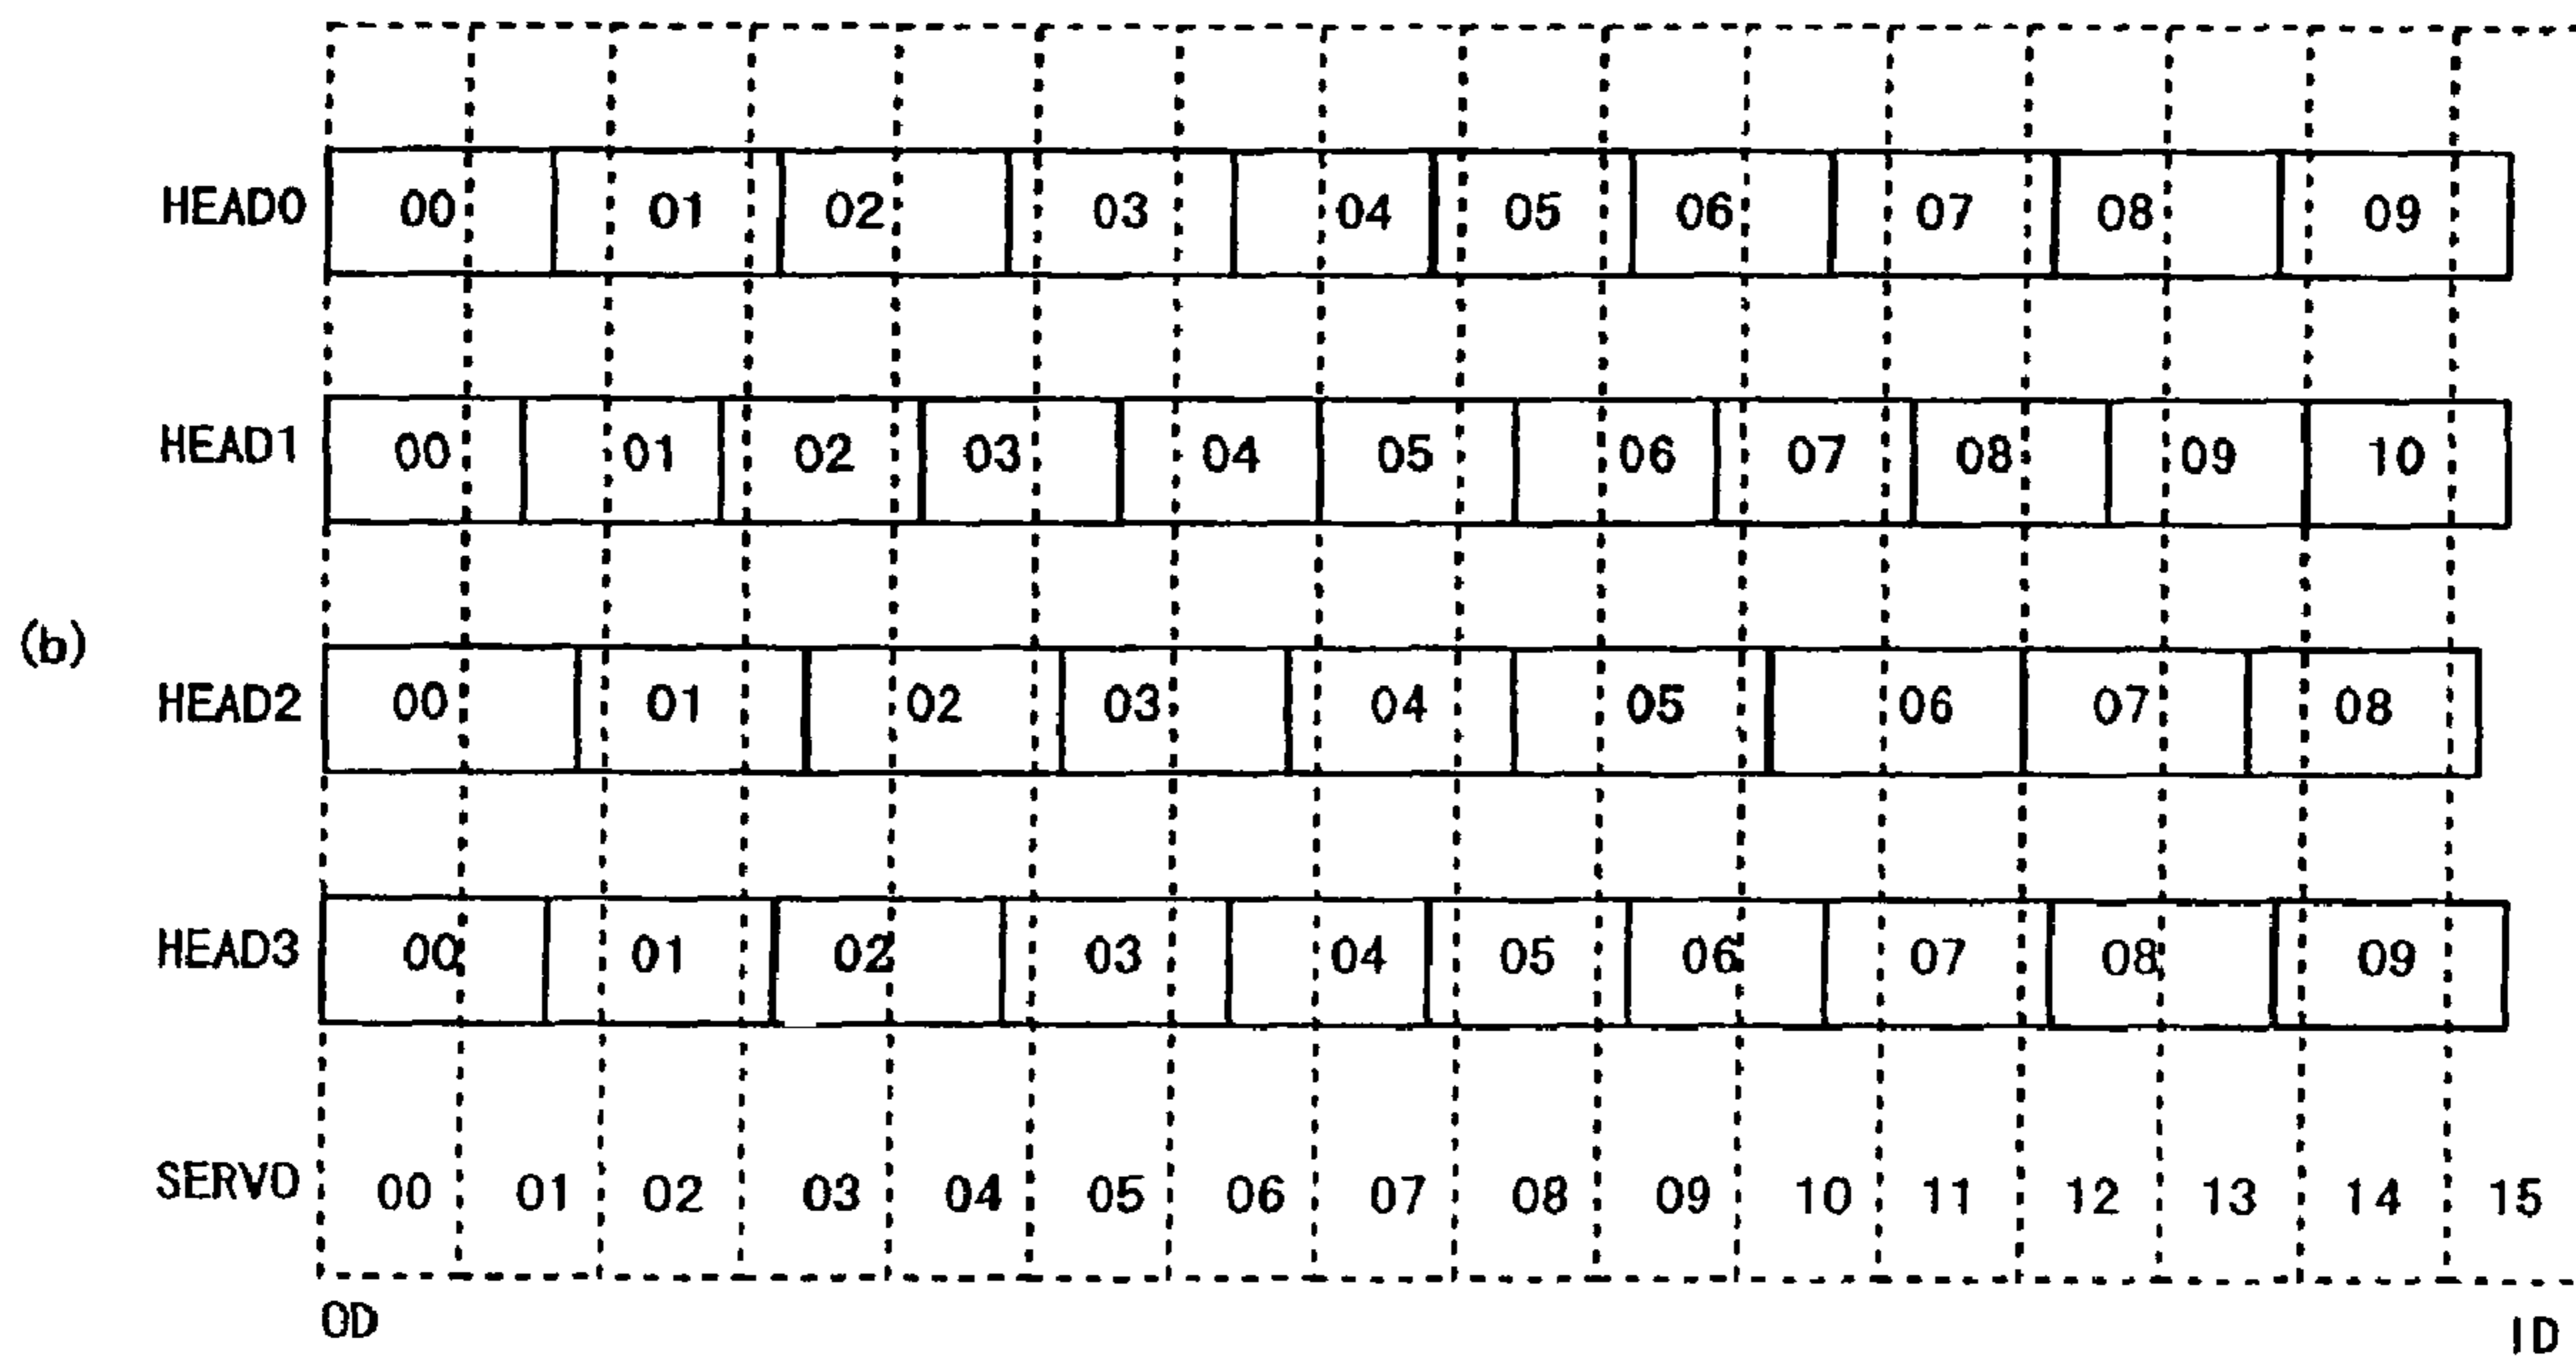 HEAD0 00 01 02 03 04 05 06 07 08 09
HEAD1 00 01 02 03 04 05 06 07 08 09 10
(b)
HEAD2 00 01 02 03 04 05 06 07 08
HEAD3 00 01 02 03 04 05 06 07 08 09
SERVO 00 01 02 03 04 05 06 07 08 09 10 11 12 13 14 15
OD ID